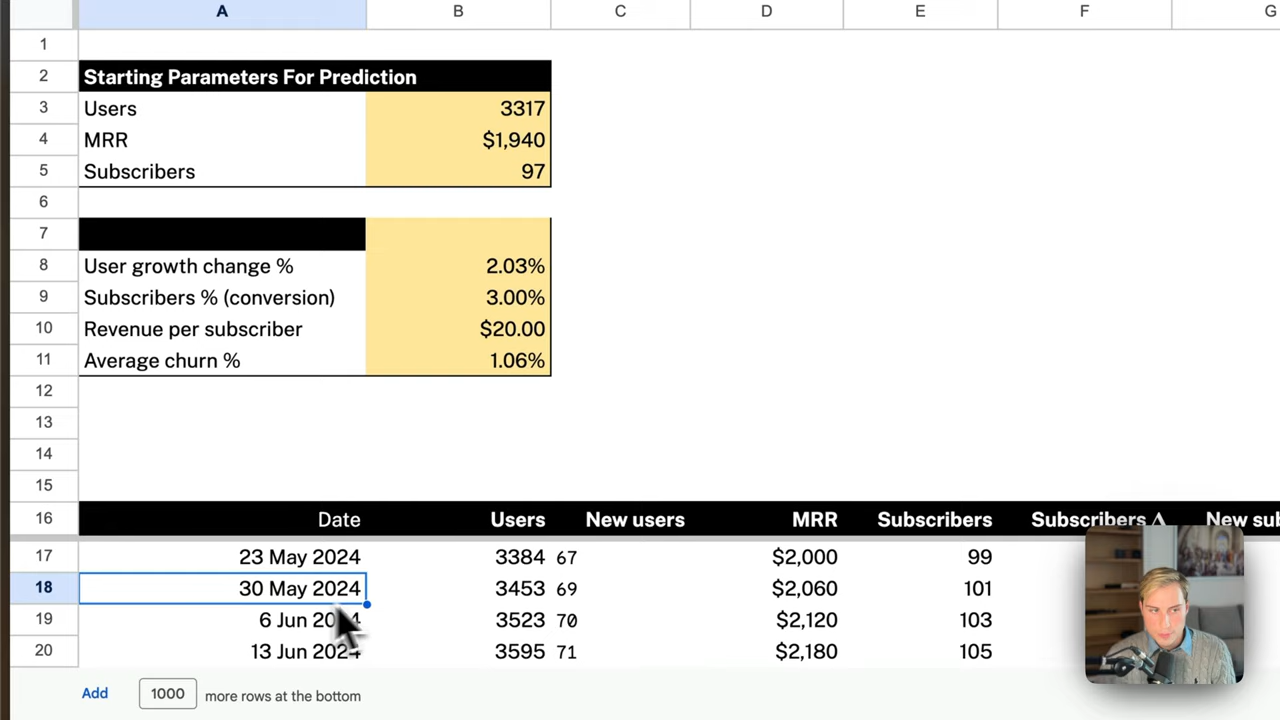 A B C D E F G
1
2 Starting Parameters For Prediction
3 Users 3317
4 MRR $1,940
5 Subscribers 97
6
7
8 User growth change % 2.03%
9 Subscribers % (conversion) 3.00%
10 Revenue per subscriber $20.00
11 Average churn % 1.06%
12
13
14
15
16 Date Users New users MRR Subscribers Subscribers Δ New
17 23 May 2024 3384 67 $2,000 99
18 30 May 2024 3453 69 $2,060 101
19 6 Jun 3523 70 $2,120 103
20 13 Jun 2024 3595 71 $2,180 105
Add 1000 more rows at the bottom